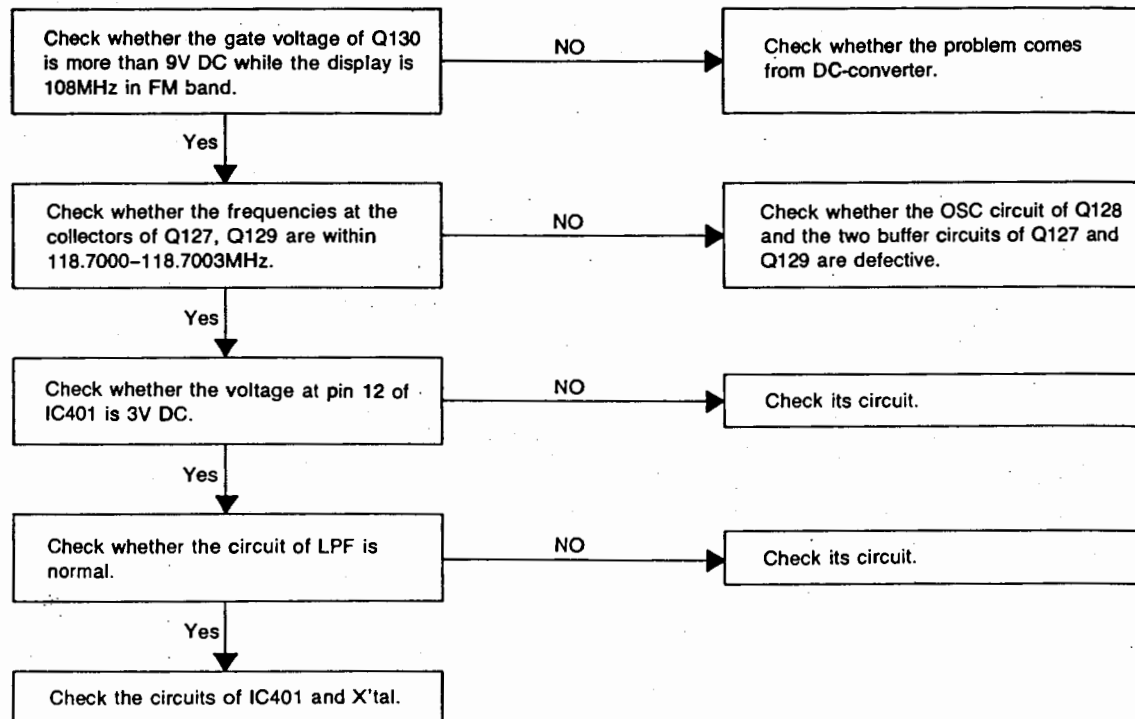 Check whether the gate voltage of Q130
is more than 9V DC while the display is
108MHz in FM band.
NO
Check whether the problem comes
from DC-converter.
Yes
Check whether the frequencies at the
collectors of Q127, Q129 are within
118.7000–118.7003MHz.
NO
Check whether the OSC circuit of Q128
and the two buffer circuits of Q127 and
Q129 are defective.
Yes
Check whether the voltage at pin 12 of
IC401 is 3V DC.
NO
Check its circuit.
Yes
Check whether the circuit of LPF is
normal.
NO
Check its circuit.
Yes
Check the circuits of IC401 and X'tal.